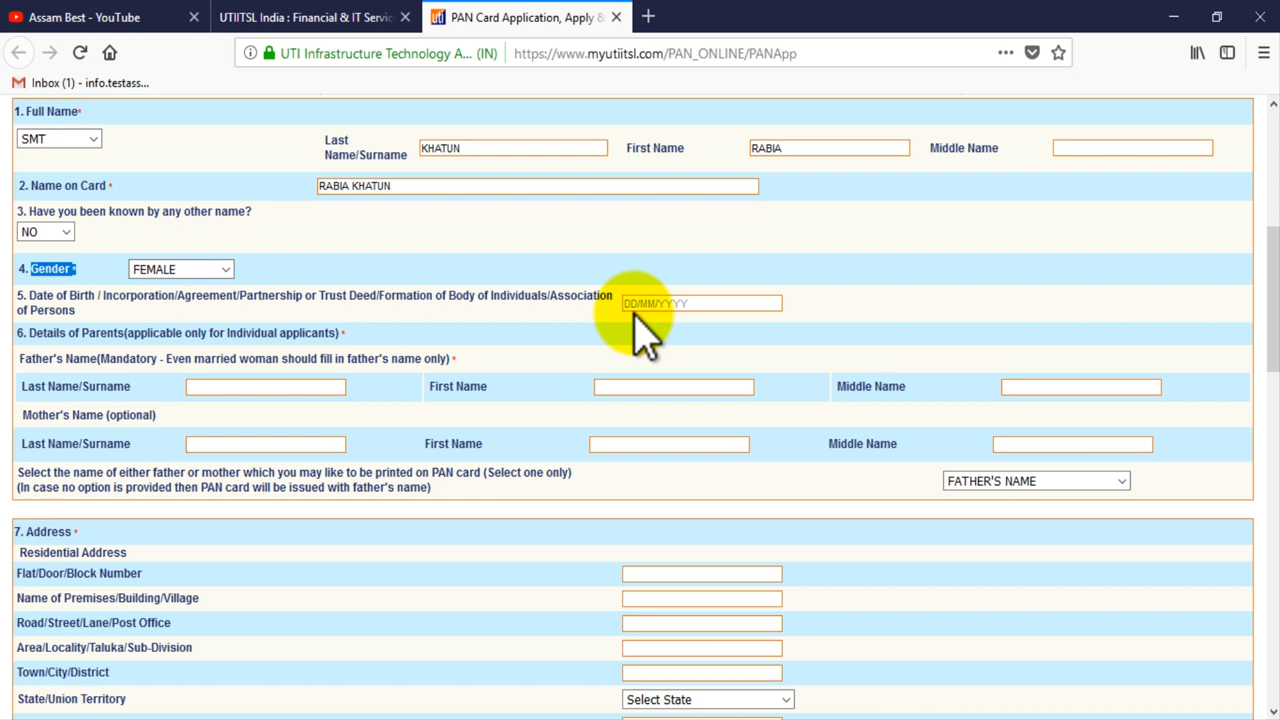 Assam Best - YouTube
UTIITSL India : Financial & IT Servic
PAN Card Application, Apply &
UTI Infrastructure Technology A... (IN)
https://www.myutiitsl.com/PAN_ONLINE/PANApp
Inbox (1) - info.testass...
1. Full Name*
SMT
Last Name/Surname
KHATUN
First Name
RABIA
Middle Name
2. Name on Card *
RABIA KHATUN
3. Have you been known by any other name?
NO
4. Gender *
FEMALE
5. Date of Birth / Incorporation/Agreement/Partnership or Trust Deed/Formation of Body of Individuals/Association
of Persons
DD/MM/YYYY
6. Details of Parents(applicable only for Individual applicants) *
Father's Name(Mandatory - Even married woman should fill in father's name only) *
Last Name/Surname
First Name
Middle Name
Mother's Name (optional)
Last Name/Surname
First Name
Middle Name
Select the name of either father or mother which you may like to be printed on PAN card (Select one only)
(In case no option is provided then PAN card will be issued with father's name)
FATHER'S NAME
7. Address *
Residential Address
Flat/Door/Block Number
Name of Premises/Building/Village
Road/Street/Lane/Post Office
Area/Locality/Taluka/Sub-Division
Town/City/District
State/Union Territory
Select State